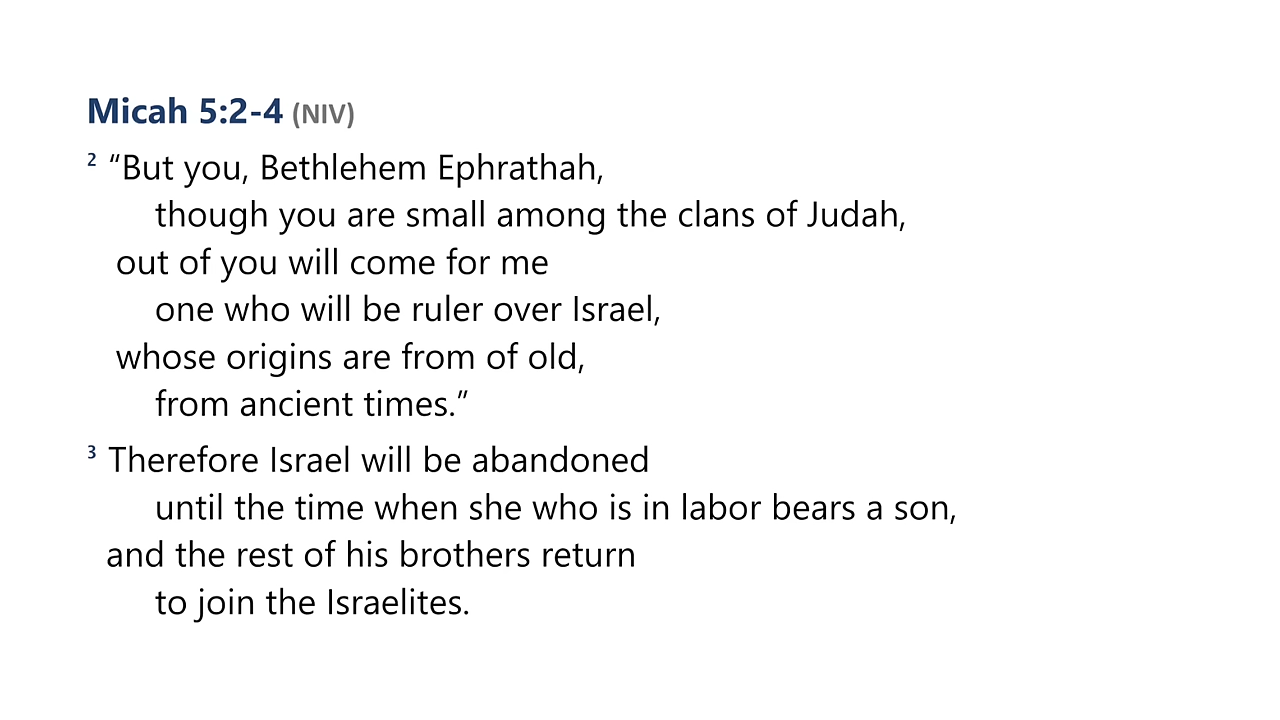 Micah 5:2-4 (NIV)
2 “But you, Bethlehem Ephrathah,
though you are small among the clans of Judah,
out of you will come for me
one who will be ruler over Israel,
whose origins are from of old,
from ancient times.”
3 Therefore Israel will be abandoned
until the time when she who is in labor bears a son,
and the rest of his brothers return
to join the Israelites.